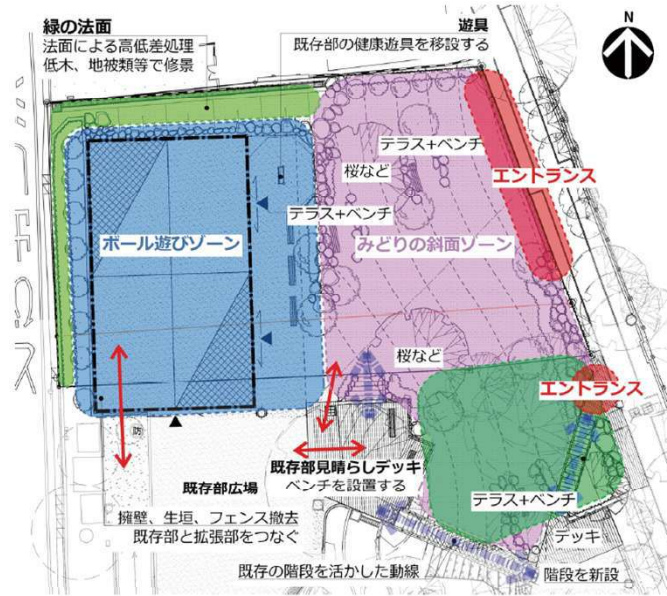 緑の法面
法面による高低差処理
低木、地被類等で修景
遊具
既存部の健康遊具を移設する
N
テラス+ベンチ
エントランス
桜など
テラス+ベンチ
ボール遊びゾーン
みどりの斜面ゾーン
桜など
エントランス
既存部見晴らしデッキ
ベンチを設置する
既存部広場
テラス+ベンチ
擁壁、生垣、フェンス撤去
既存部と拡張部をつなぐ
デッキ
既存の階段を活かした動線
階段を新設